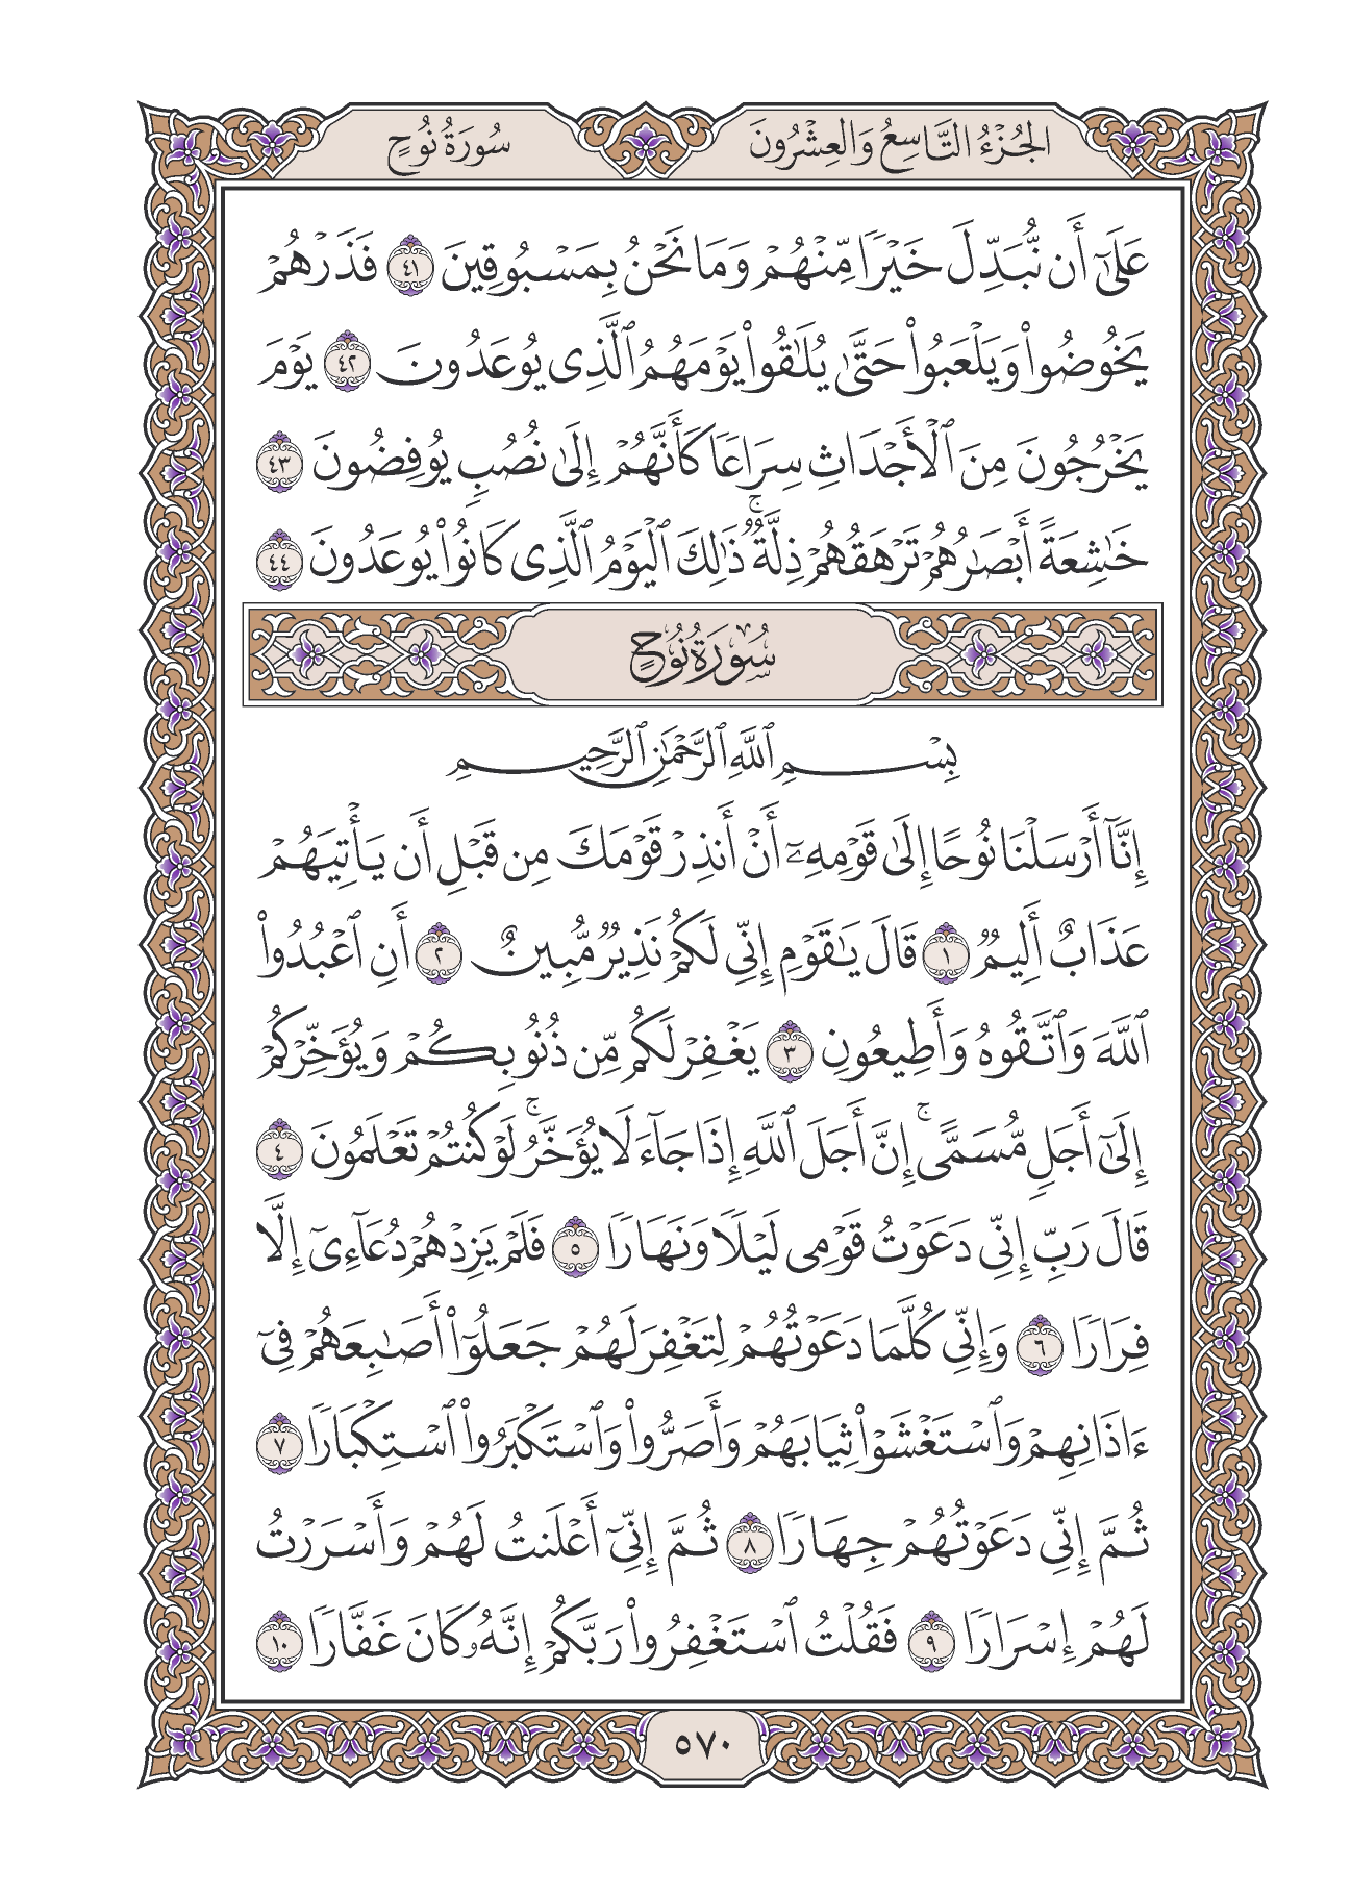 الجُزْءُ التَّاسِعُ وَالعِشْرُونَ
سُورَةُ نُوحٍ
عَلَىٰٓ أَن نُّبَدِّلَ خَيْرًا مِّنْهُمْ وَمَا نَحْنُ بِمَسْبُوقِينَ ٤١ فَذَرْهُمْ
يَخُوضُوا۟ وَيَلْعَبُوا۟ حَتَّىٰ يُلَٰقُوا۟ يَوْمَهُمُ ٱلَّذِى يُوعَدُونَ ٤٢ يَوْمَ
يَخْرُجُونَ مِنَ ٱلْأَجْدَاثِ سِرَاعًا كَأَنَّهُمْ إِلَىٰ نُصُبٍ يُوفِضُونَ ٤٣
خَٰشِعَةً أَبْصَٰرُهُمْ تَرْهَقُهُمْ ذِلَّةٌ ۚ ذَٰلِكَ ٱلْيَوْمُ ٱلَّذِى كَانُوا۟ يُوعَدُونَ ٤٤
سُورَةُ نُوحٍ
بِسْمِ ٱللَّهِ ٱلرَّحْمَٰنِ ٱلرَّحِيمِ
إِنَّآ أَرْسَلْنَا نُوحًا إِلَىٰ قَوْمِهِۦٓ أَنْ أَنذِرْ قَوْمَكَ مِن قَبْلِ أَن يَأْتِيَهُمْ
عَذَابٌ أَلِيمٌ ١ قَالَ يَٰقَوْمِ إِنِّى لَكُمْ نَذِيرٌ مُّبِينٌ ٢ أَنِ ٱعْبُدُوا۟
ٱللَّهَ وَٱتَّقُوهُ وَأَطِيعُونِ ٣ يَغْفِرْ لَكُم مِّن ذُنُوبِكُمْ وَيُؤَخِّرْكُمْ
إِلَىٰٓ أَجَلٍ مُّسَمًّى ۚ إِنَّ أَجَلَ ٱللَّهِ إِذَا جَآءَ لَا يُؤَخَّرُ ۚ لَوْ كُنتُمْ تَعْلَمُونَ ٤
قَالَ رَبِّ إِنِّى دَعَوْتُ قَوْمِى لَيْلًا وَنَهَارًا ٥ فَلَمْ يَزِدْهُمْ دُعَآءِىٓ إِلَّا
فِرَارًا ٦ وَإِنِّى كُلَّمَا دَعَوْتُهُمْ لِتَغْفِرَ لَهُمْ جَعَلُوٓا۟ أَصَٰبِعَهُمْ فِىٓ
ءَاذَانِهِمْ وَٱسْتَغْشَوْا۟ ثِيَابَهُمْ وَأَصَرُّوا۟ وَٱسْتَكْبَرُوا۟ ٱسْتِكْبَارًا ٧
ثُمَّ إِنِّى دَعَوْتُهُمْ جِهَارًا ٨ ثُمَّ إِنِّىٓ أَعْلَنتُ لَهُمْ وَأَسْرَرْتُ
لَهُمْ إِسْرَارًا ٩ فَقُلْتُ ٱسْتَغْفِرُوا۟ رَبَّكُمْ إِنَّهُۥ كَانَ غَفَّارًا ١٠
٥٧٠